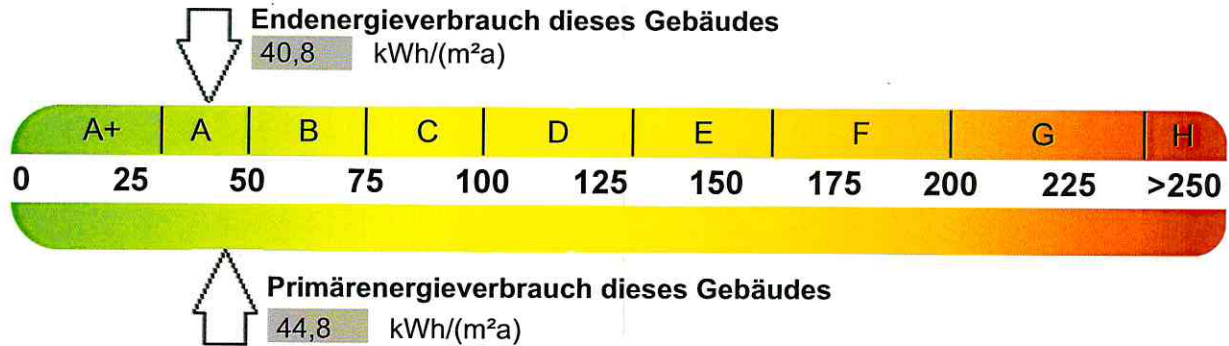 Endenergieverbrauch dieses Gebäudes
40,8 kWh/(m²a)
A+ A B C D E F G H
0 25 50 75 100 125 150 175 200 225 >250
Primärenergieverbrauch dieses Gebäudes
44,8 kWh/(m²a)